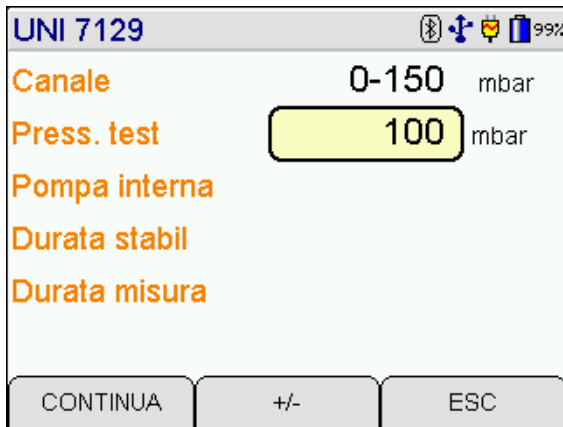 UNI 7129 99%
Canale 0-150 mbar
Press. test 100 mbar
Pompa interna
Durata stabil
Durata misura
CONTINUA +/- ESC